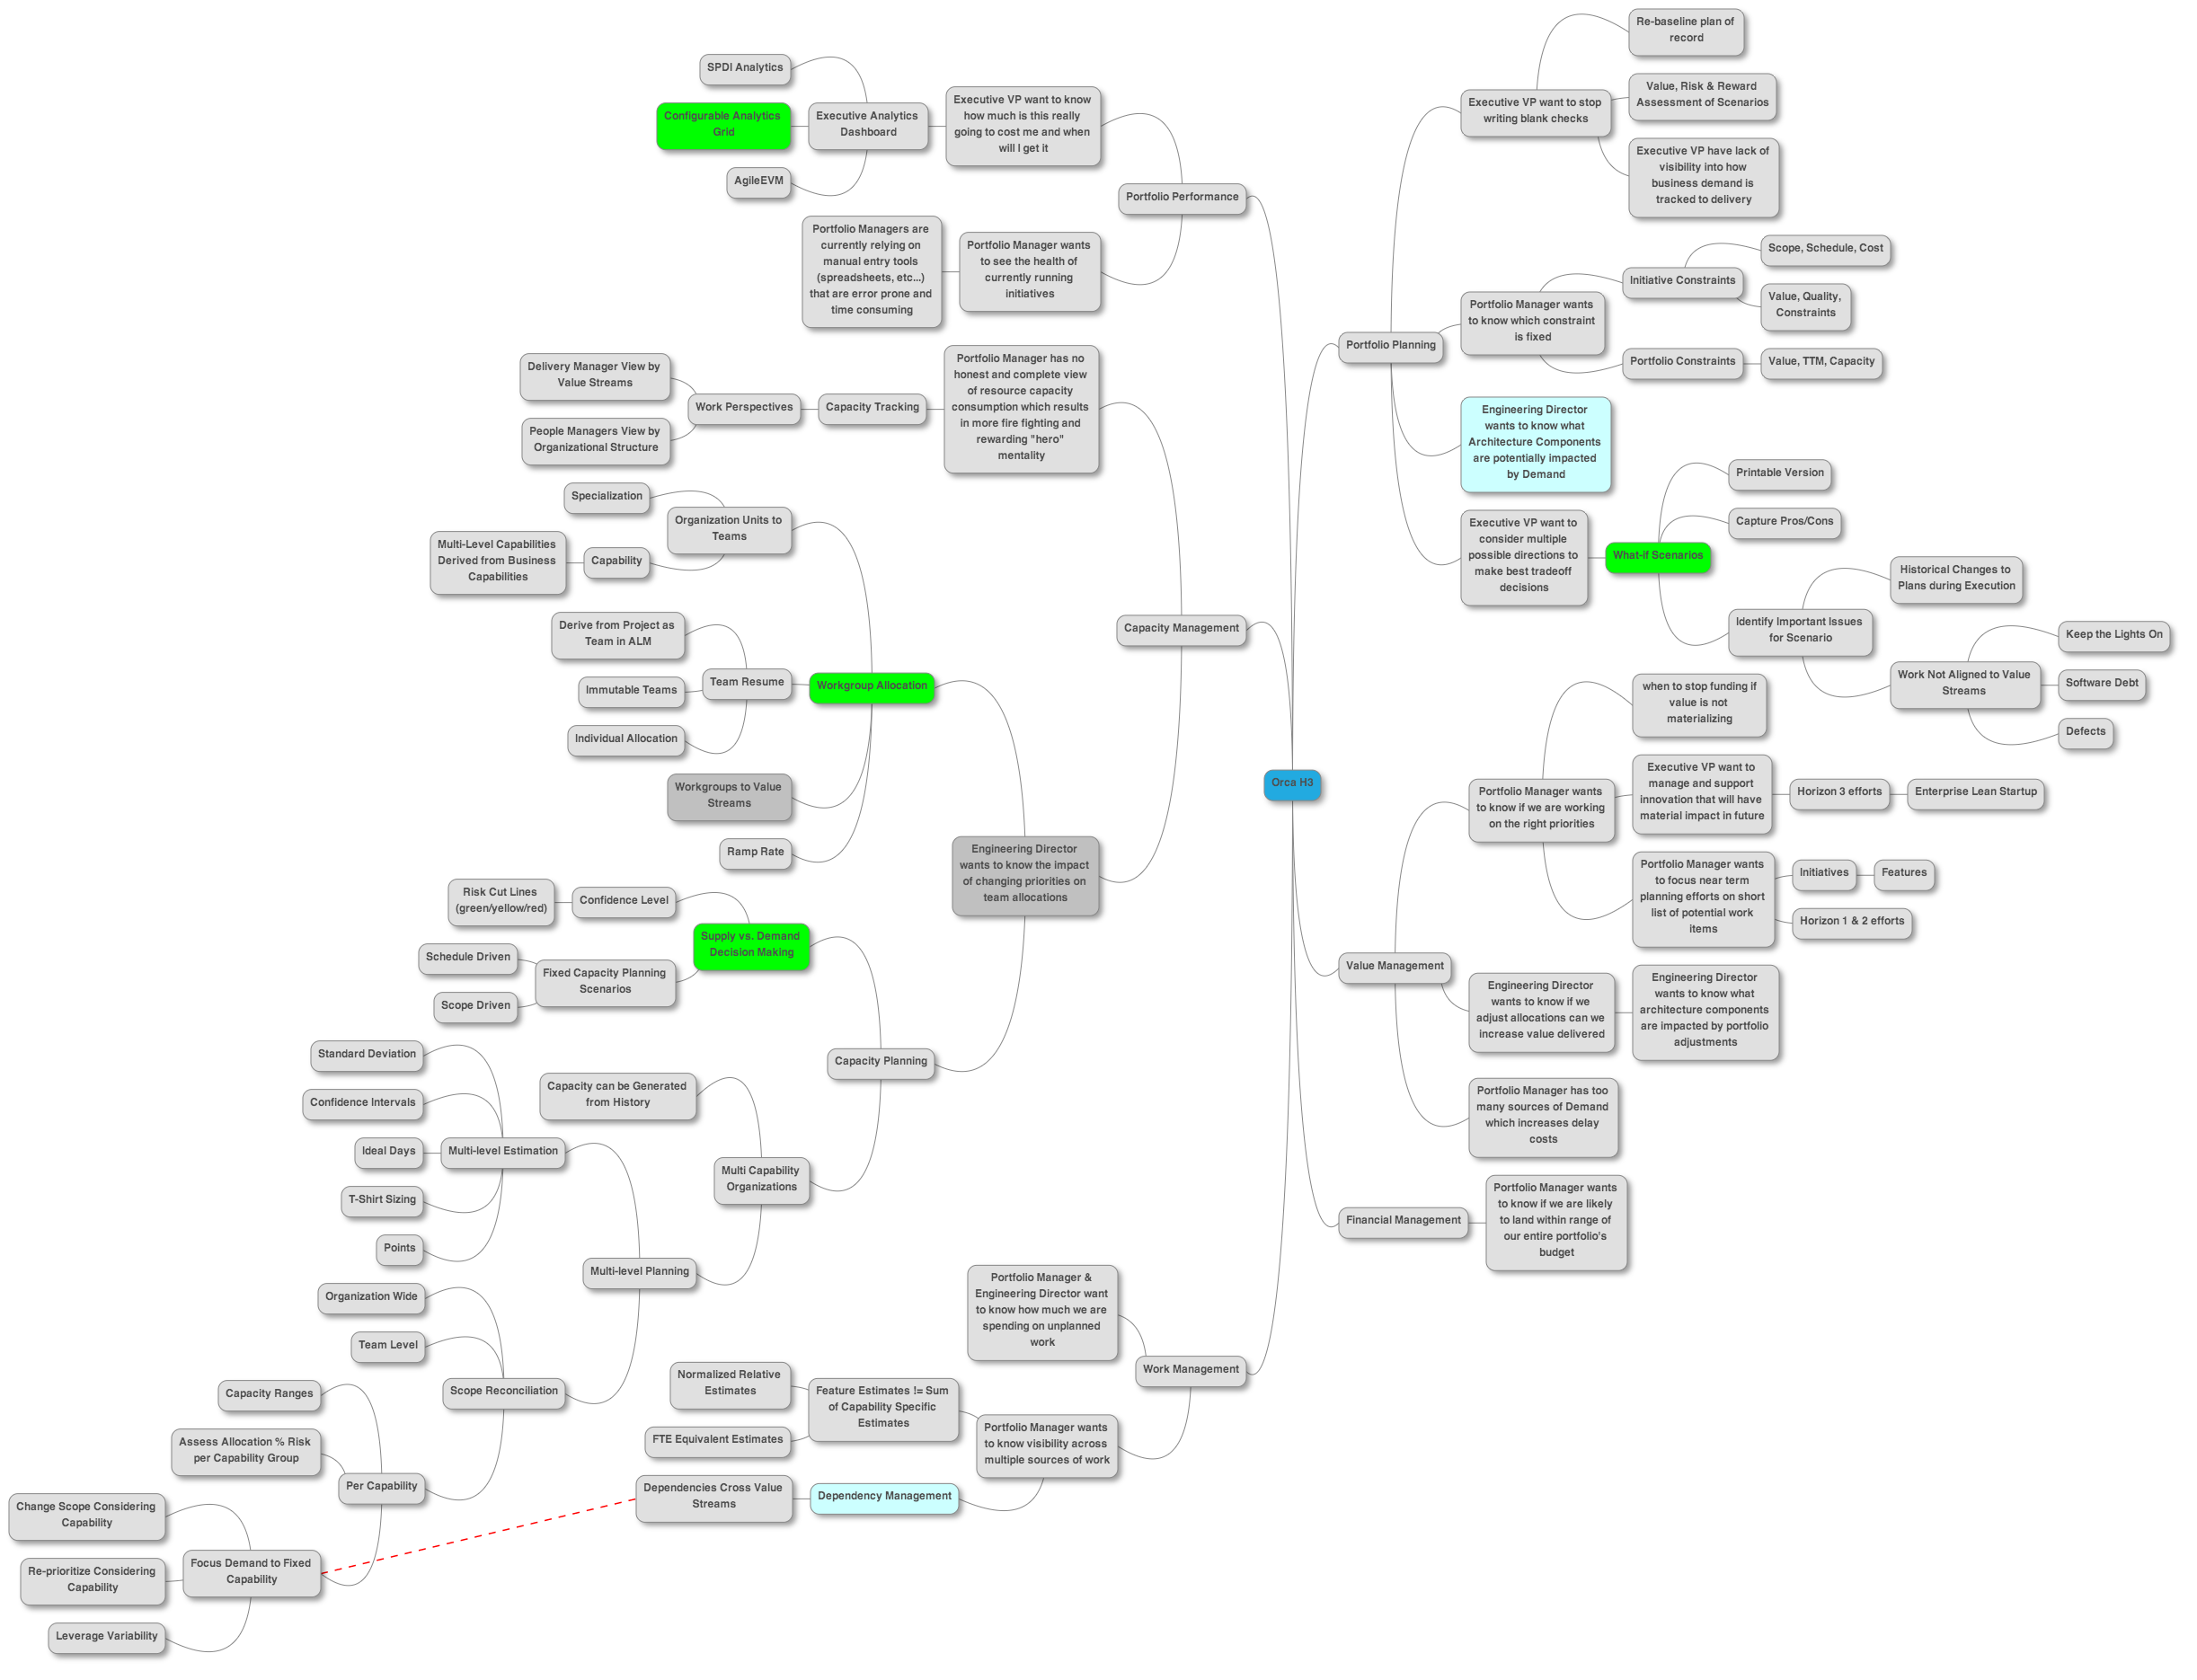 Orca H3
Portfolio Performance
Executive VP want to know
how much is this really
going to cost me and when
will I get it
Executive Analytics
Dashboard
SPDI Analytics
Configurable Analytics
Grid
AgileEVM
Portfolio Manager wants
to see the health of
currently running
initiatives
Portfolio Managers are
currently relying on
manual entry tools
(spreadsheets, etc...)
that are error prone and
time consuming
Capacity Management
Portfolio Manager has no
honest and complete view
of resource capacity
consumption which results
in more fire fighting and
rewarding "hero"
mentality
Capacity Tracking
Work Perspectives
Delivery Manager View by
Value Streams
People Managers View by
Organizational Structure
Engineering Director
wants to know the impact
of changing priorities on
team allocations
Workgroup Allocation
Organization Units to
Teams
Specialization
Capability
Multi-Level Capabilities
Derived from Business
Capabilities
Team Resume
Derive from Project as
Team in ALM
Immutable Teams
Individual Allocation
Workgroups to Value
Streams
Ramp Rate
Capacity Planning
Supply vs. Demand
Decision Making
Confidence Level
Risk Cut Lines
(green/yellow/red)
Fixed Capacity Planning
Scenarios
Schedule Driven
Scope Driven
Multi Capability
Organizations
Capacity can be Generated
from History
Multi-level Planning
Multi-level Estimation
Standard Deviation
Confidence Intervals
Ideal Days
T-Shirt Sizing
Points
Scope Reconciliation
Organization Wide
Team Level
Per Capability
Capacity Ranges
Assess Allocation % Risk
per Capability Group
Focus Demand to Fixed
Capability
Change Scope Considering
Capability
Re-prioritize Considering
Capability
Leverage Variability
Work Management
Portfolio Manager &
Engineering Director want
to know how much we are
spending on unplanned
work
Portfolio Manager wants
to know visibility across
multiple sources of work
Feature Estimates != Sum
of Capability Specific
Estimates
Normalized Relative
Estimates
FTE Equivalent Estimates
Dependency Management
Dependencies Cross Value
Streams
Portfolio Planning
Executive VP want to stop
writing blank checks
Re-baseline plan of
record
Value, Risk & Reward
Assessment of Scenarios
Executive VP have lack of
visibility into how
business demand is
tracked to delivery
Portfolio Manager wants
to know which constraint
is fixed
Initiative Constraints
Scope, Schedule, Cost
Value, Quality,
Constraints
Portfolio Constraints
Value, TTM, Capacity
Engineering Director
wants to know what
Architecture Components
are potentially impacted
by Demand
Executive VP want to
consider multiple
possible directions to
make best tradeoff
decisions
What-if Scenarios
Printable Version
Capture Pros/Cons
Identify Important Issues
for Scenario
Historical Changes to
Plans during Execution
Work Not Aligned to Value
Streams
Keep the Lights On
Software Debt
Defects
Value Management
Portfolio Manager wants
to know if we are working
on the right priorities
when to stop funding if
value is not
materializing
Executive VP want to
manage and support
innovation that will have
material impact in future
Horizon 3 efforts
Enterprise Lean Startup
Portfolio Manager wants
to focus near term
planning efforts on short
list of potential work
items
Initiatives
Features
Horizon 1 & 2 efforts
Engineering Director
wants to know if we
adjust allocations can we
increase value delivered
Engineering Director
wants to know what
architecture components
are impacted by portfolio
adjustments
Portfolio Manager has too
many sources of Demand
which increases delay
costs
Financial Management
Portfolio Manager wants
to know if we are likely
to land within range of
our entire portfolio's
budget